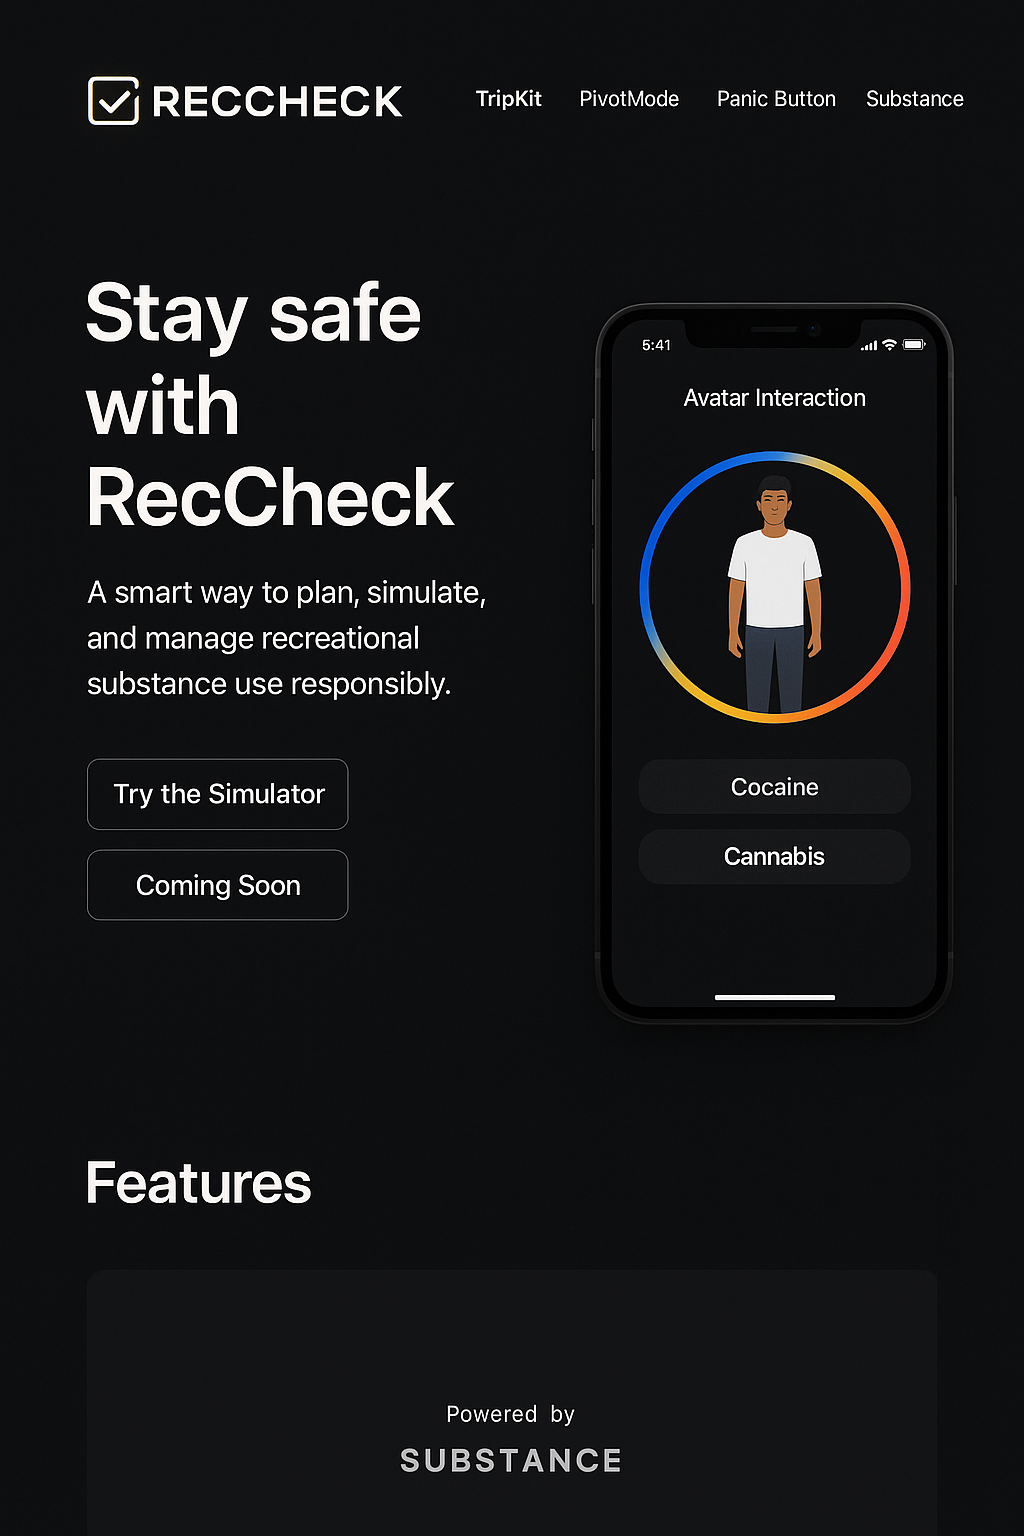 RECCHECK
TripKit PivotMode Panic Button Substance
Stay safe
with
RecCheck
A smart way to plan, simulate,
and manage recreational
substance use responsibly.
Try the Simulator
Coming Soon
5:41
Avatar Interaction
Cocaine
Cannabis
Features
Powered by
SUBSTANCE